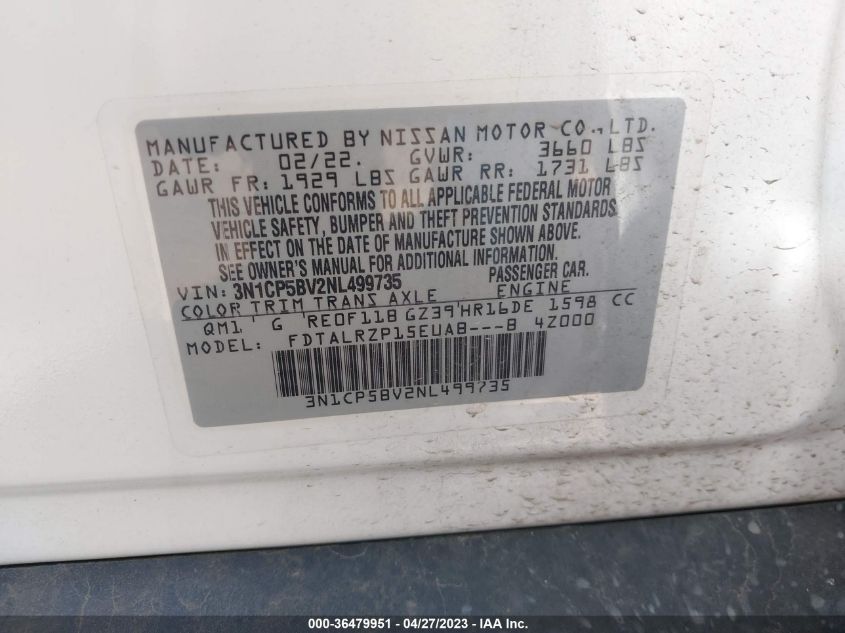 MANUFACTURED BY NISSAN MOTOR CO., LTD.
DATE: 02/22. GVWR: 3660 LBS
GAWR FR: 1929 LBS GAWR RR: 1731 LBS
THIS VEHICLE CONFORMS TO ALL APPLICABLE FEDERAL MOTOR
VEHICLE SAFETY, BUMPER AND THEFT PREVENTION STANDARDS
IN EFFECT ON THE DATE OF MANUFACTURE SHOWN ABOVE.
SEE OWNER'S MANUAL FOR ADDITIONAL INFORMATION.
VIN: 3N1CP5BV2NL499735 PASSENGER CAR.
COLOR TRIM TRANS AXLE ENGINE
QM1 G RE0F11B GZ39 HR16DE 1598 CC
MODEL: FDTALRZP15EUAB---B 4Z000
3N1CP5BV2NL499735
000-36479951 - 04/27/2023 - IAA Inc.